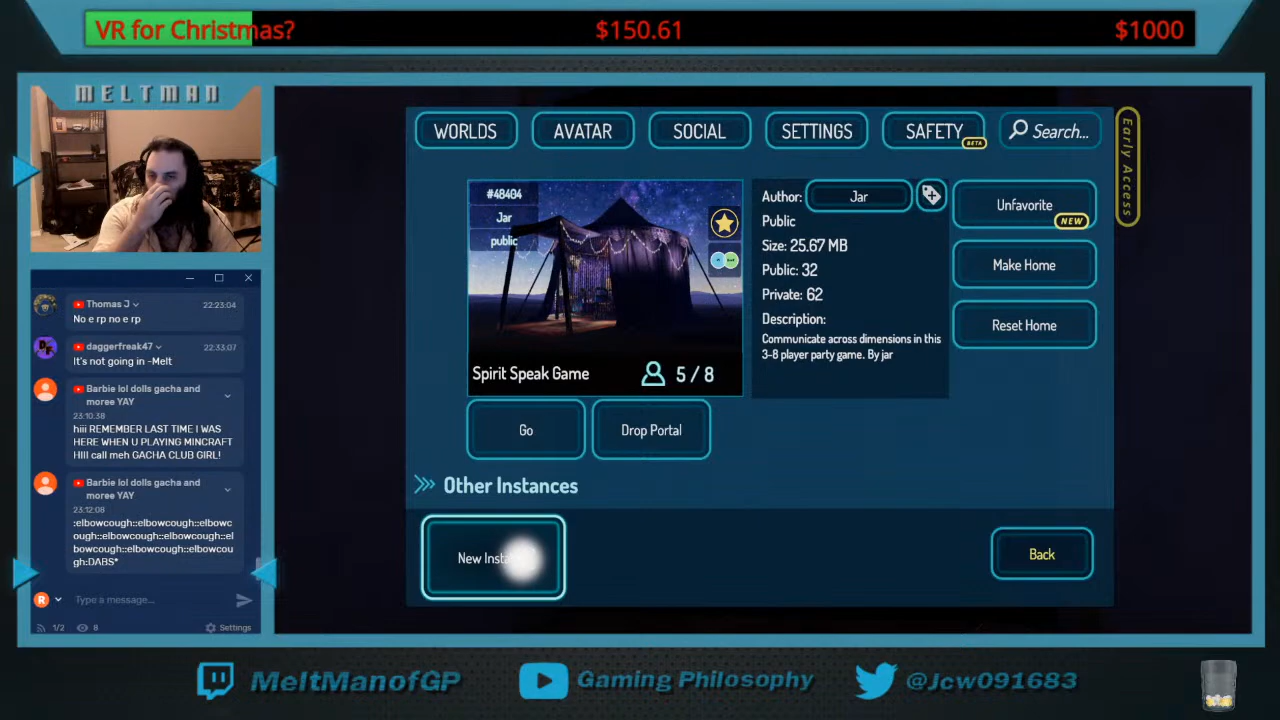 VR for Christmas?
$150.61
$1000
MELTMAN
Thomas J
22:23:04
No e rp no e rp
daggerfreak47
22:33:07
It's not going in -Melt
Barbie lol dolls gacha and
moree YAY
23:10:38
hiii REMEMBER LAST TIME I WAS
HERE WHEN U PLAYING MINCRAFT
HIII call meh GACHA CLUB GIRL!
Barbie lol dolls gacha and
moree YAY
23:12:08
:elbowcough::elbowcough::elbowc
ough::elbowcough::elbowcough::el
bowcough::elbowcough::elbowcou
gh:DABS*
R
Type a message...
1/2
8
Settings
WORLDS
AVATAR
SOCIAL
SETTINGS
SAFETY
BETA
Search...
Early Access
#48404
Jar
public
Spirit Speak Game
5 / 8
Author:
Jar
Public
Size: 25.67 MB
Public: 32
Private: 62
Description:
Communicate across dimensions in this
3-8 player party game. By jar
Unfavorite
NEW
Make Home
Reset Home
Go
Drop Portal
Other Instances
New
Back
MeltManofGP
Gaming Philosophy
@Jcw091683